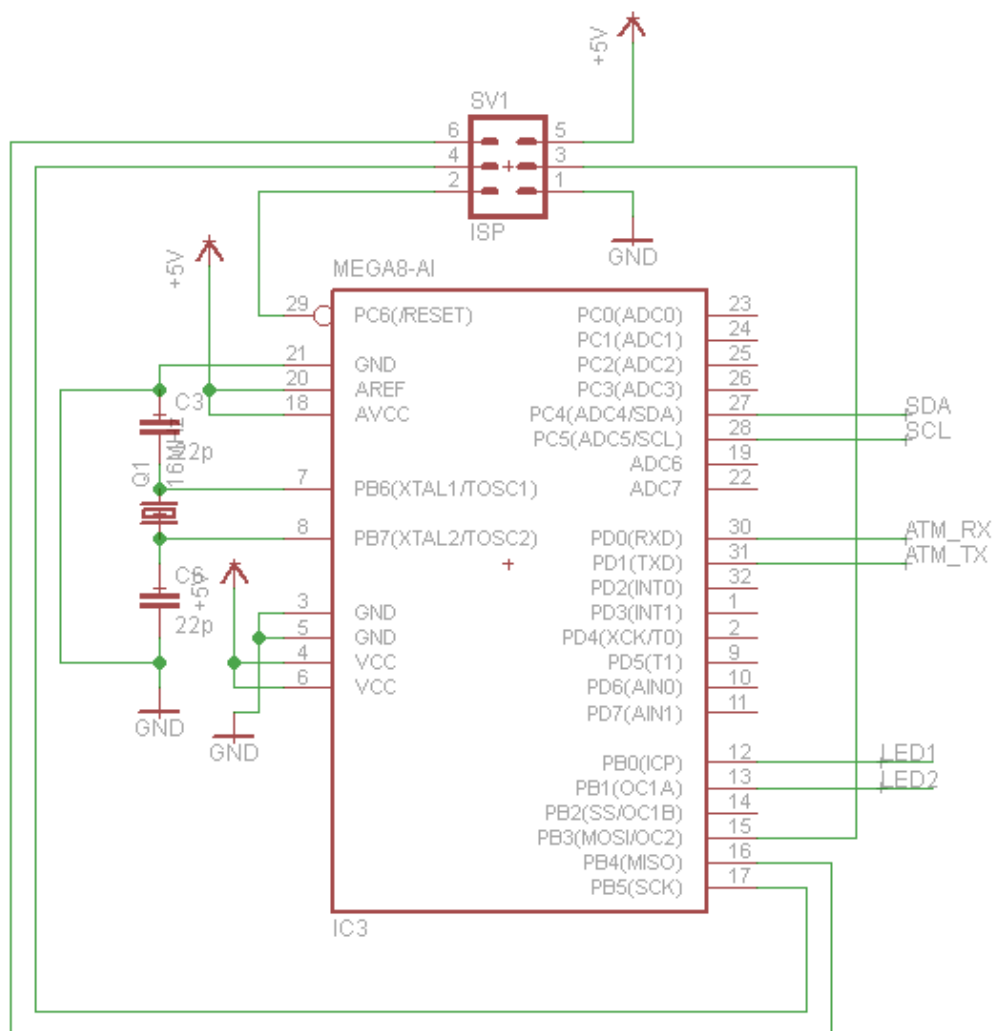 +5V
SV1
6 5
4 3
2 1
ISP
GND
+5V
MEGA8-AI
29 PC6(/RESET) PC0(ADC0) 23
PC1(ADC1) 24
21 GND PC2(ADC2) 25
20 AREF PC3(ADC3) 26
18 AVCC PC4(ADC4/SDA) 27 SDA
PC5(ADC5/SCL) 28 SCL
C3
22p
ADC6 19
Q1 16MHz
7 PB6(XTAL1/TOSC1) ADC7 22
8 PB7(XTAL2/TOSC2) PD0(RXD) 30 ATM_RX
PD1(TXD) 31 ATM_TX
C6
+5V
22p
PD2(INT0) 32
3 GND PD3(INT1) 1
5 GND PD4(XCK/T0) 2
4 VCC PD5(T1) 9
6 VCC PD6(AIN0) 10
PD7(AIN1) 11
GND
GND
PB0(ICP) 12 LED1
PB1(OC1A) 13 LED2
PB2(SS/OC1B) 14
PB3(MOSI/OC2) 15
PB4(MISO) 16
PB5(SCK) 17
IC3